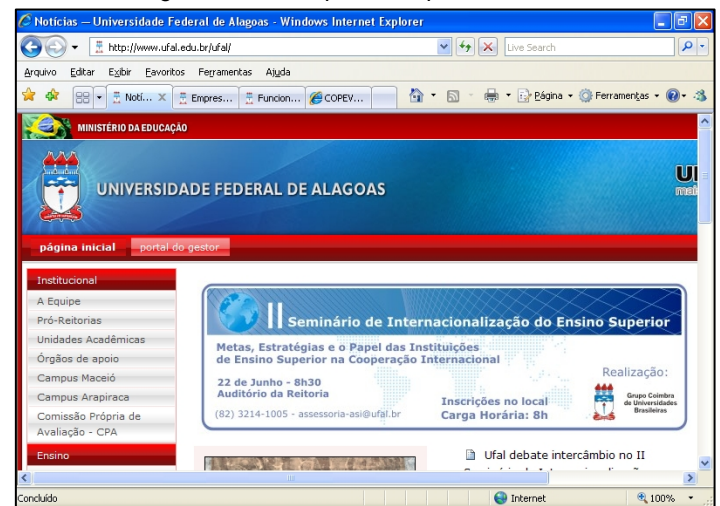 Notícias — Universidade Federal de Alagoas - Windows Internet Explorer
http://www.ufal.edu.br/ufal/
Live Search
Arquivo Editar Exibir Favoritos Ferramentas Ajuda
Notí... Empres... Funcion... COPEV... Página Ferramentas
MINISTÉRIO DA EDUCAÇÃO
UNIVERSIDADE FEDERAL DE ALAGOAS
página inicial portal do gestor
Institucional
A Equipe
Pró-Reitorias
Unidades Acadêmicas
Órgãos de apoio
Campus Maceió
Campus Arapiraca
Comissão Própria de
Avaliação - CPA
Ensino
II Seminário de Internacionalização do Ensino Superior
Metas, Estratégias e o Papel das Instituições
de Ensino Superior na Cooperação Internacional
22 de Junho - 8h30
Auditório da Reitoria
(82) 3214-1005 - assessoria-asi@ufal.br
Inscrições no local
Carga Horária: 8h
Realização:
Grupo Coimbra
de Universidades
Brasileiras
Ufal debate intercâmbio no II
Concluído Internet 100%